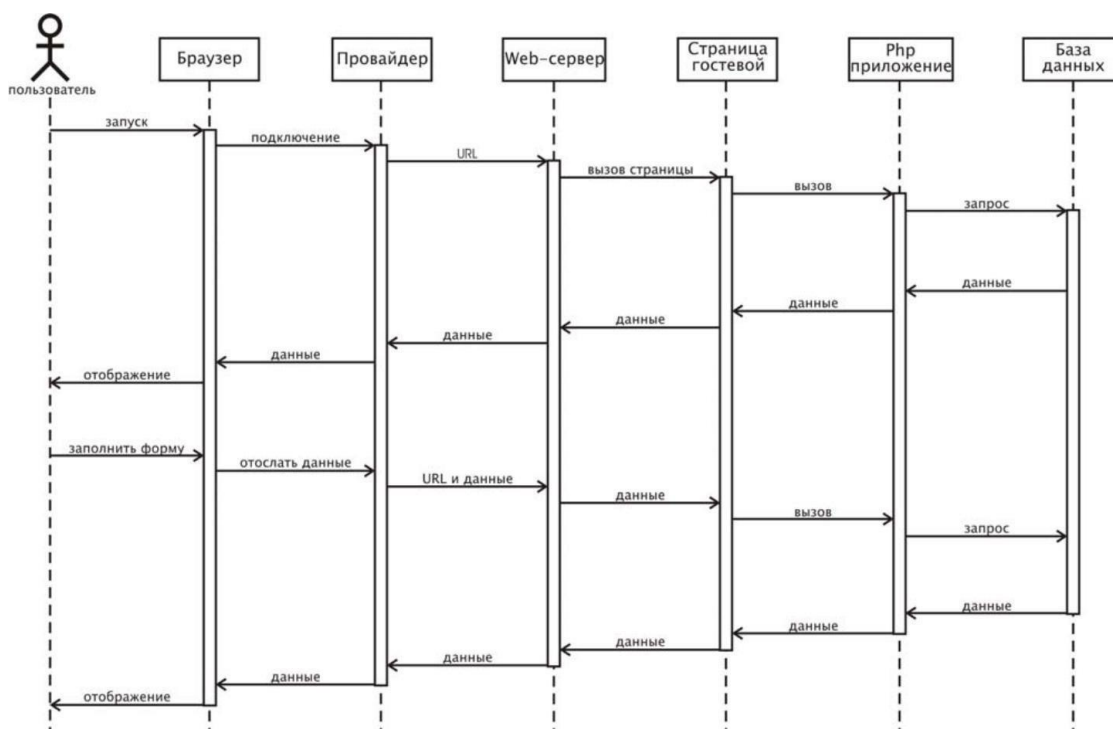 пользователь
Браузер
Провайдер
Web-сервер
Страница
гостевой
Php
приложение
База
данных
запуск
подключение
URL
вызов страницы
вызов
запрос
данные
данные
данные
данные
данные
отображение
заполнить форму
отослать данные
URL и данные
данные
вызов
запрос
данные
данные
данные
данные
данные
отображение